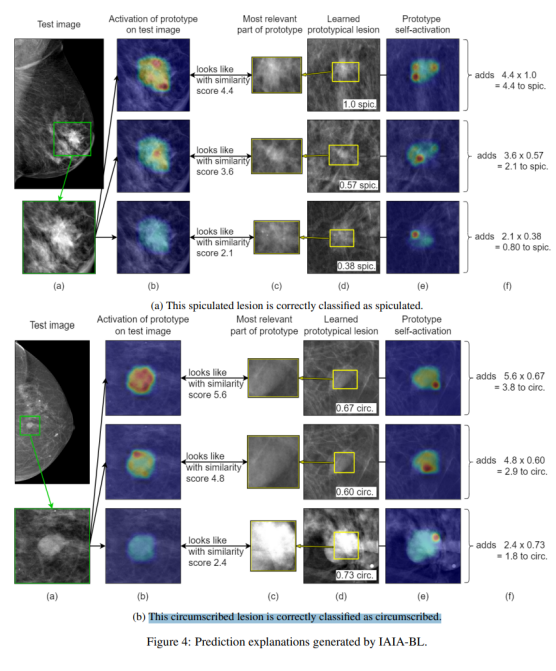 Test image
Activation of prototype
on test image
Most relevant
part of prototype
Learned
prototypical lesion
Prototype
self-activation
looks like
with similarity
score 4.4
1.0 spic.
adds 4.4 x 1.0
= 4.4 to spic.
looks like
with similarity
score 3.6
0.57 spic.
adds 3.6 x 0.57
= 2.1 to spic.
looks like
with similarity
score 2.1
0.38 spic.
adds 2.1 x 0.38
= 0.80 to spic.
(a) (b) (c) (d) (e) (f)
(a) This spiculated lesion is correctly classified as spiculated.
Test image
Activation of prototype
on test image
Most relevant
part of prototype
Learned
prototypical lesion
Prototype
self-activation
looks like
with similarity
score 5.6
0.67 circ.
adds 5.6 x 0.67
= 3.8 to circ.
looks like
with similarity
score 4.8
0.60 circ.
adds 4.8 x 0.60
= 2.9 to circ.
looks like
with similarity
score 2.4
0.73 circ.
adds 2.4 x 0.73
= 1.8 to circ.
(a) (b) (c) (d) (e) (f)
(b) This circumscribed lesion is correctly classified as circumscribed.
Figure 4: Prediction explanations generated by IAIA-BL.